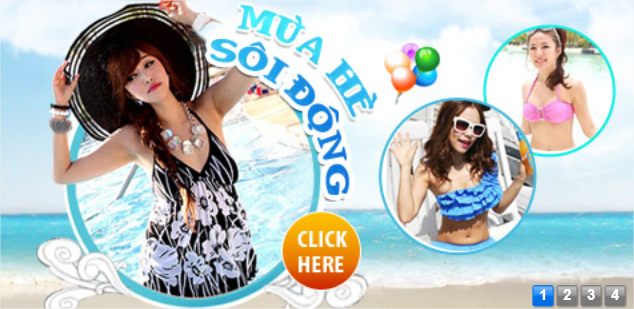 MÙA HÈ
SÔI ĐỘNG
CLICK
HERE
1 2 3 4